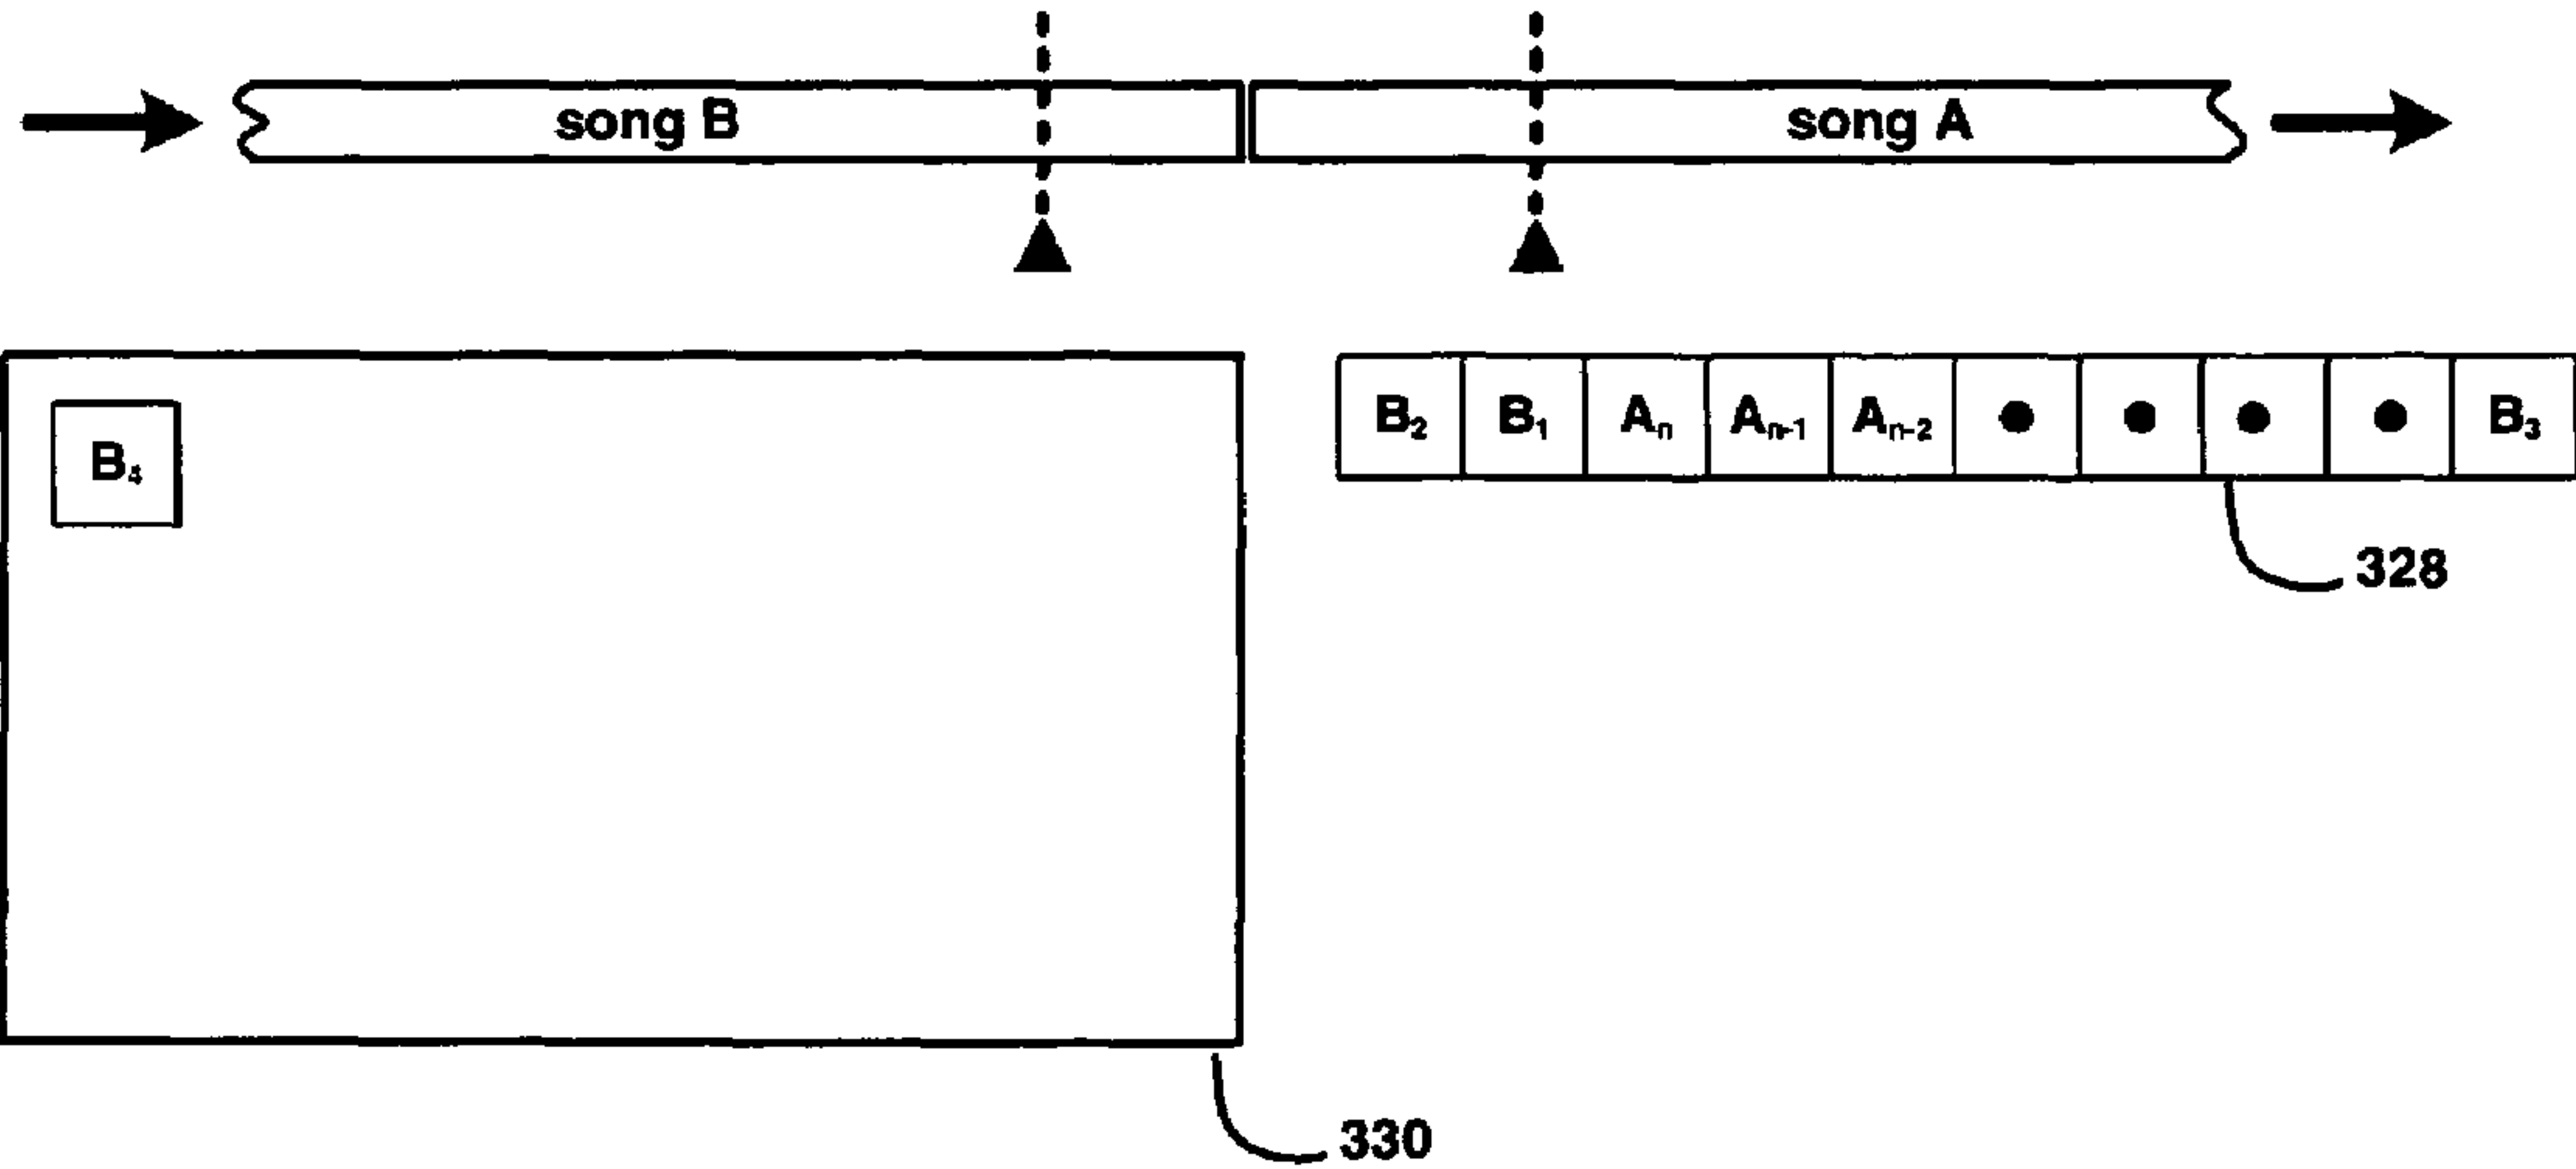 song B song A
B₂ B₁ Aₙ Aₙ₋₁ Aₙ₋₂ ● ● ● ● B₃
B₄
328
330